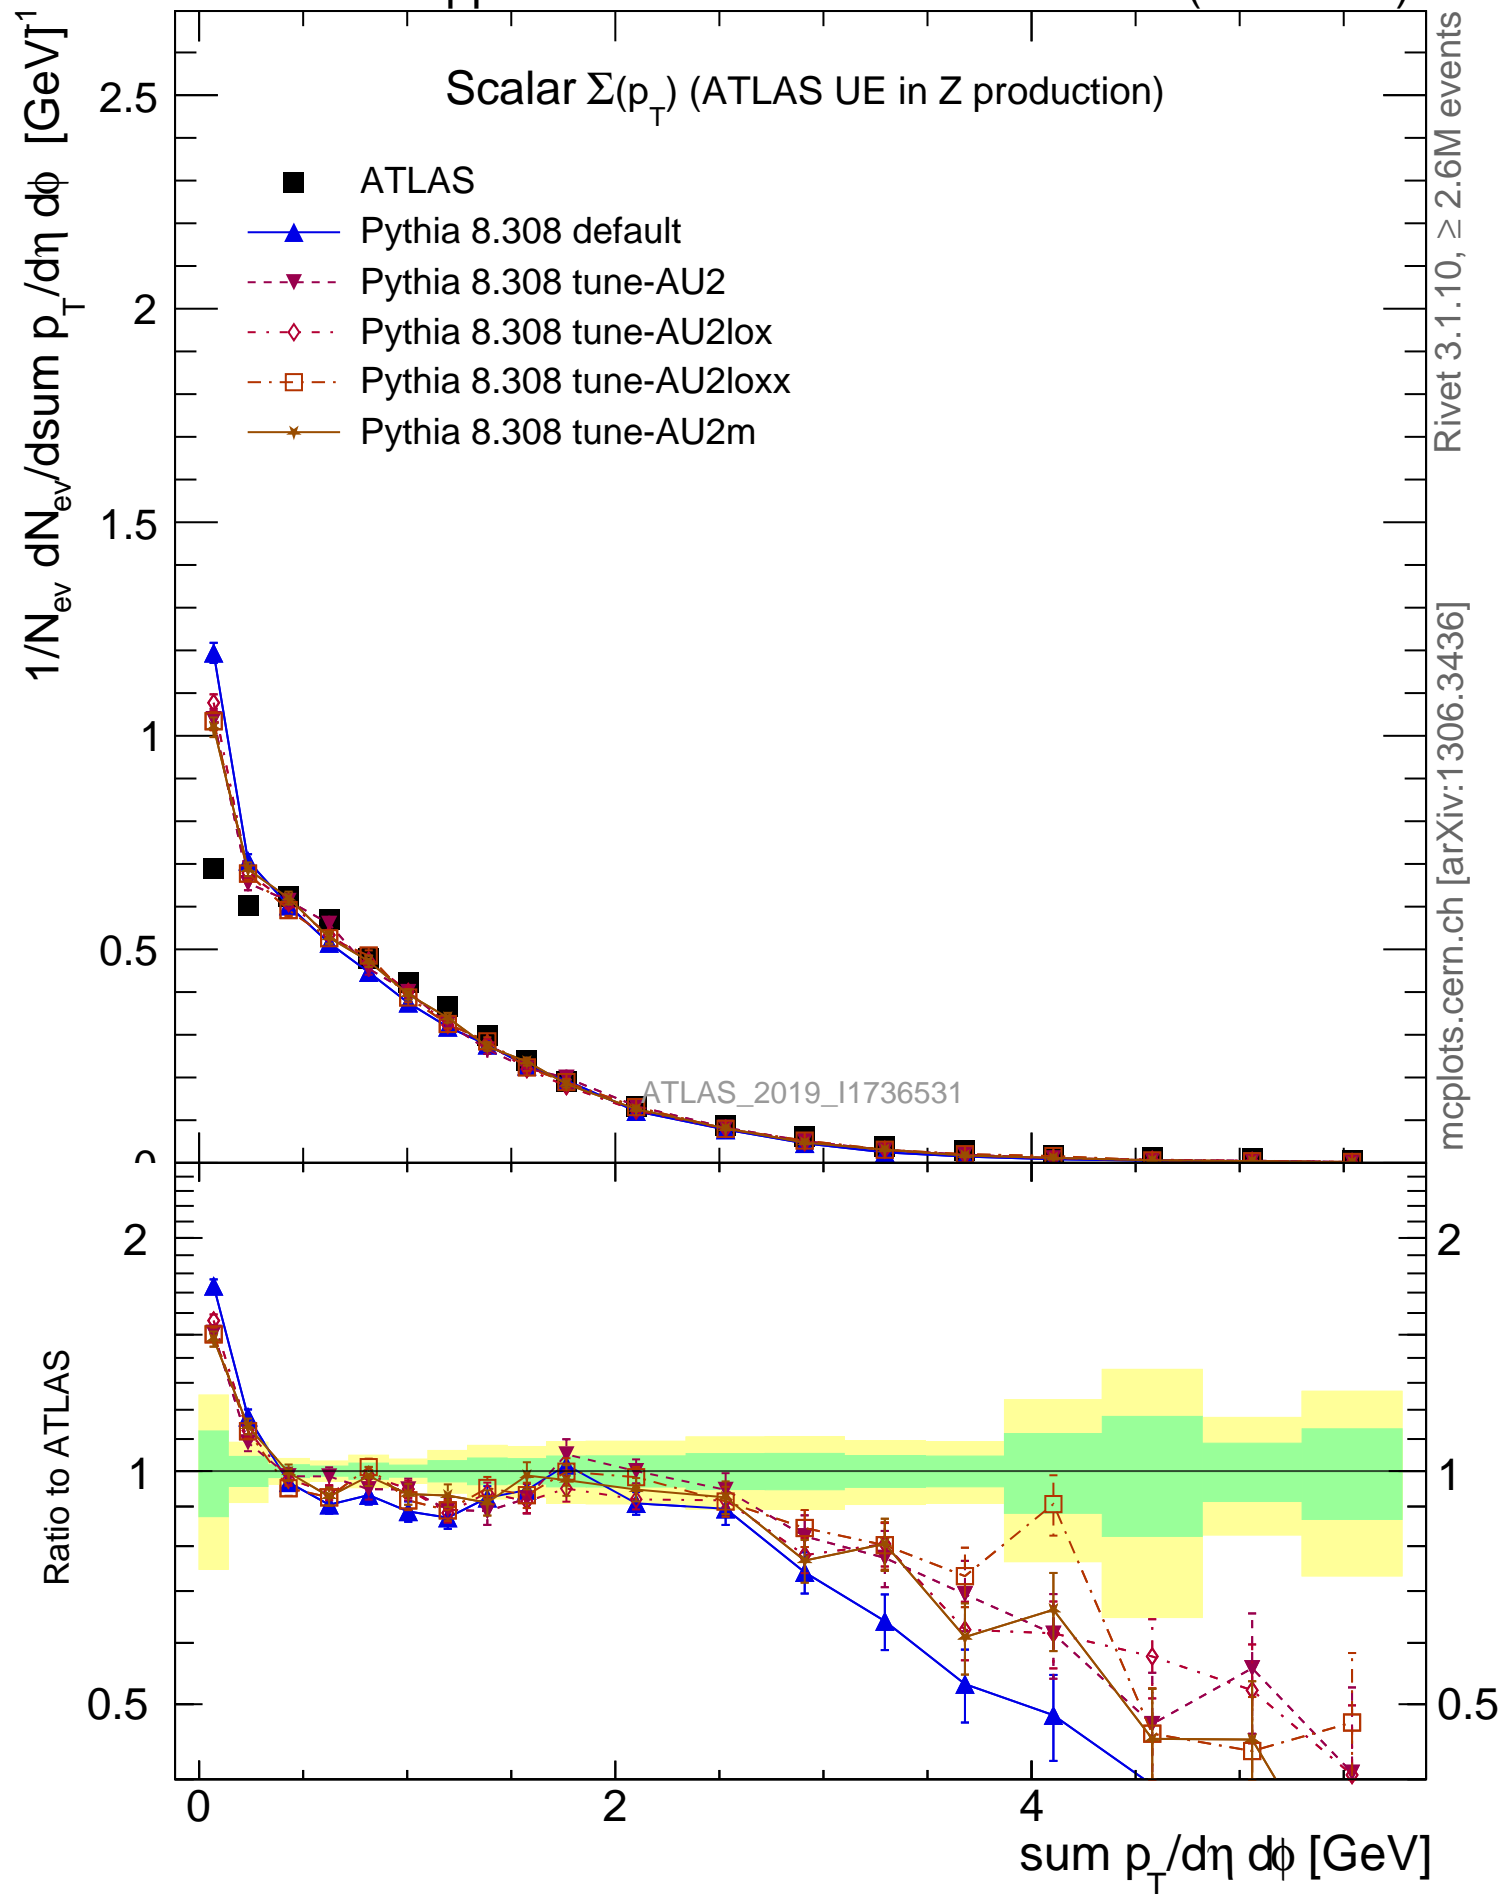 pp
Scalar Σ(p_T) (ATLAS UE in Z production)
ATLAS
Pythia 8.308 default
Pythia 8.308 tune-AU2
Pythia 8.308 tune-AU2lox
Pythia 8.308 tune-AU2loxx
Pythia 8.308 tune-AU2m
1/N_ev dN_ev/dsum p_T/dη dϕ [GeV]^-1
2.5
2
1.5
1
0.5
0
ATLAS_2019_I1736531
Rivet 3.1.10, ≥ 2.6M events
mcplots.cern.ch [arXiv:1306.3436]
Ratio to ATLAS
2
1
0.5
2
1
0.5
0
2
4
sum p_T/dη dϕ [GeV]